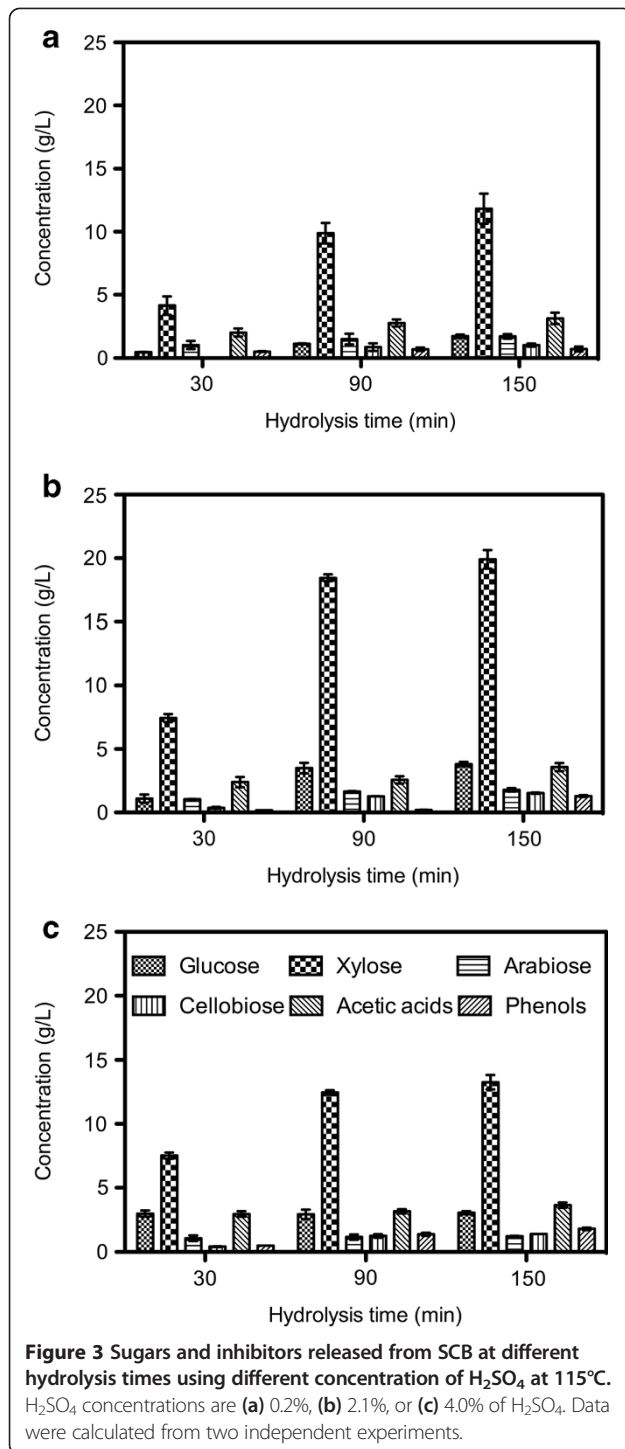 a
25
20
15
10
5
0
Concentration (g/L)
30 90 150
Hydrolysis time (min)
b
25
20
15
10
5
0
Concentration (g/L)
30 90 150
Hydrolysis time (min)
c
25
20
15
10
5
0
Concentration (g/L)
Glucose Xylose Arabiose
Cellobiose Acetic acids Phenols
30 90 150
Hydrolysis time (min)
Figure 3 Sugars and inhibitors released from SCB at different
hydrolysis times using different concentration of H₂SO₄ at 115°C.
H₂SO₄ concentrations are (a) 0.2%, (b) 2.1%, or (c) 4.0% of H₂SO₄. Data
were calculated from two independent experiments.